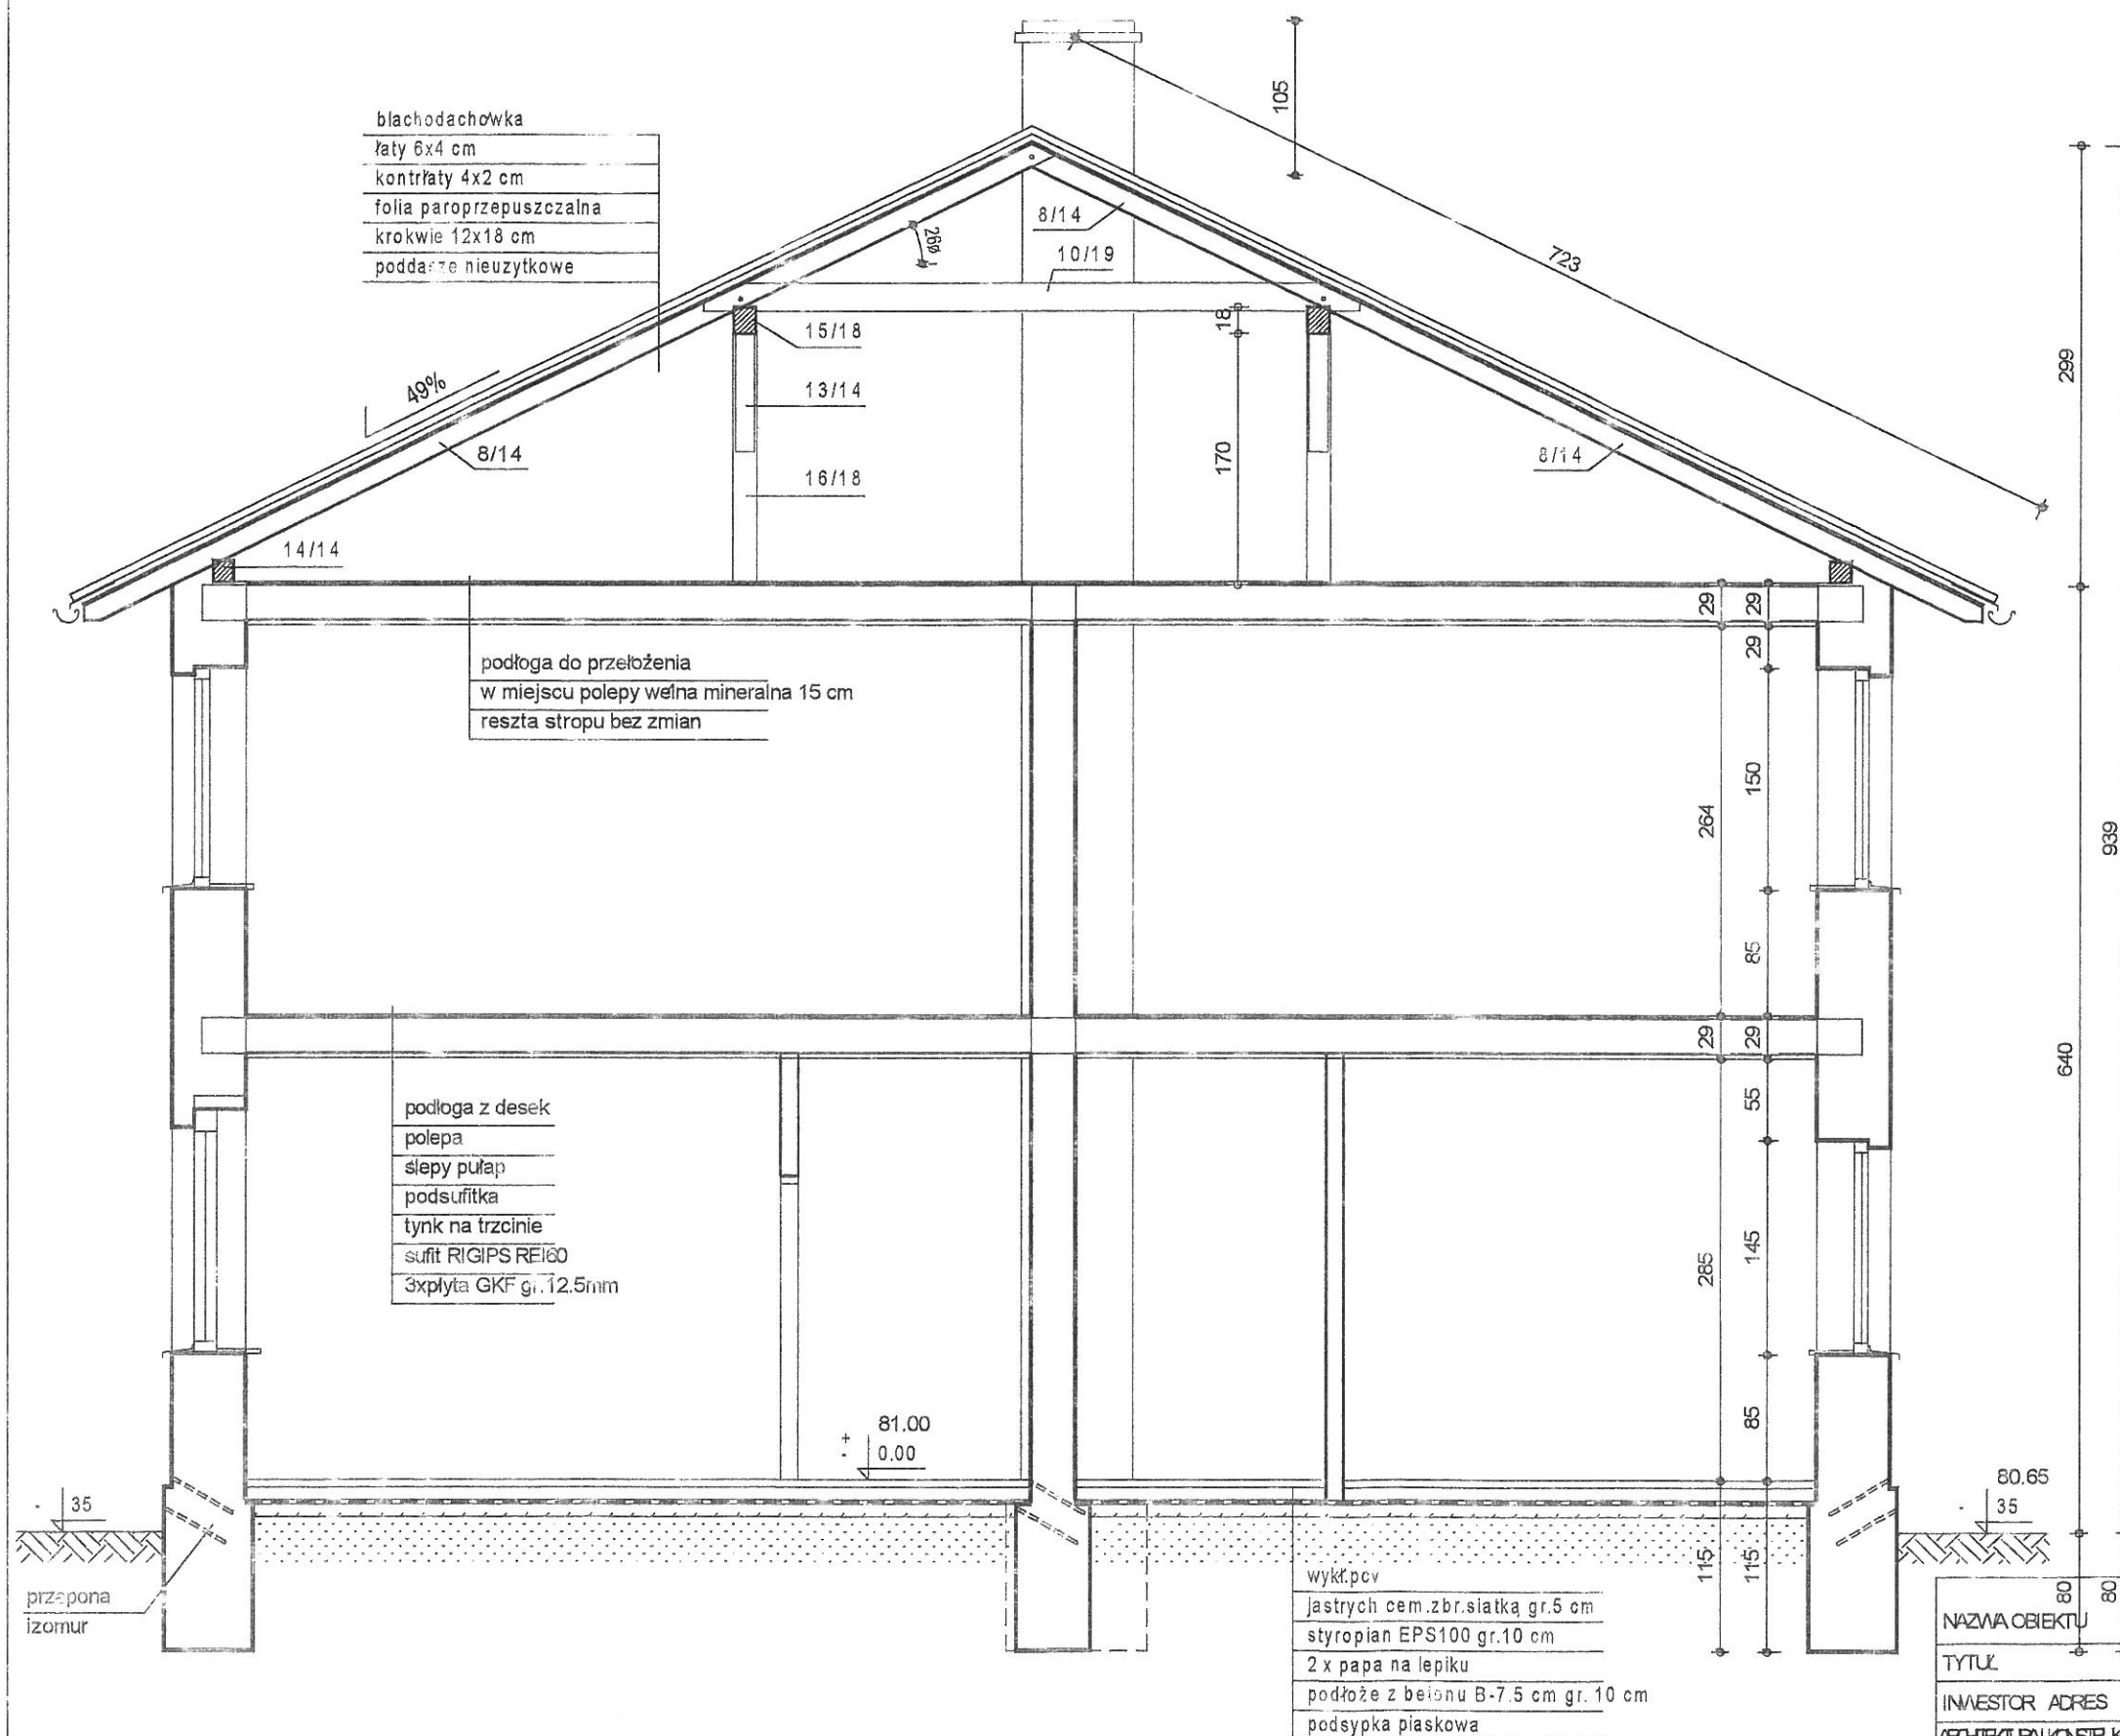 105
blachodachówka
łaty 6x4 cm
kontrłaty 4x2 cm
folia paroprzepuszczalna
krokwie 12x18 cm
poddasze nieuzytkowe
8/14
26ø
10/19
723
18
15/18
299
49%
13/14
8/14
170
8/14
16/18
14/14
29
29
29
podłoga do przełożenia
w miejscu polepy wełna mineralna 15 cm
reszta stropu bez zmian
150
264
939
85
29
29
640
podłoga z desek
polepa
ślepy pułap
podsufitka
tynk na trzcinie
sufit RIGIPS REI60
3xpłyta GKF gr.12.5mm
55
145
285
85
+ 81.00
- 0.00
- 35
80.65
- 35
przepona
izomur
115
115
80
80
wykł.pcv
jastrych cem.zbr.siatką gr.5 cm
styropian EPS100 gr.10 cm
2 x papa na lepiku
podłoże z betonu B-7.5 cm gr. 10 cm
podsypka piaskowa
NAZWA OBIEKTU
TYTUŁ
INWESTOR ADRES